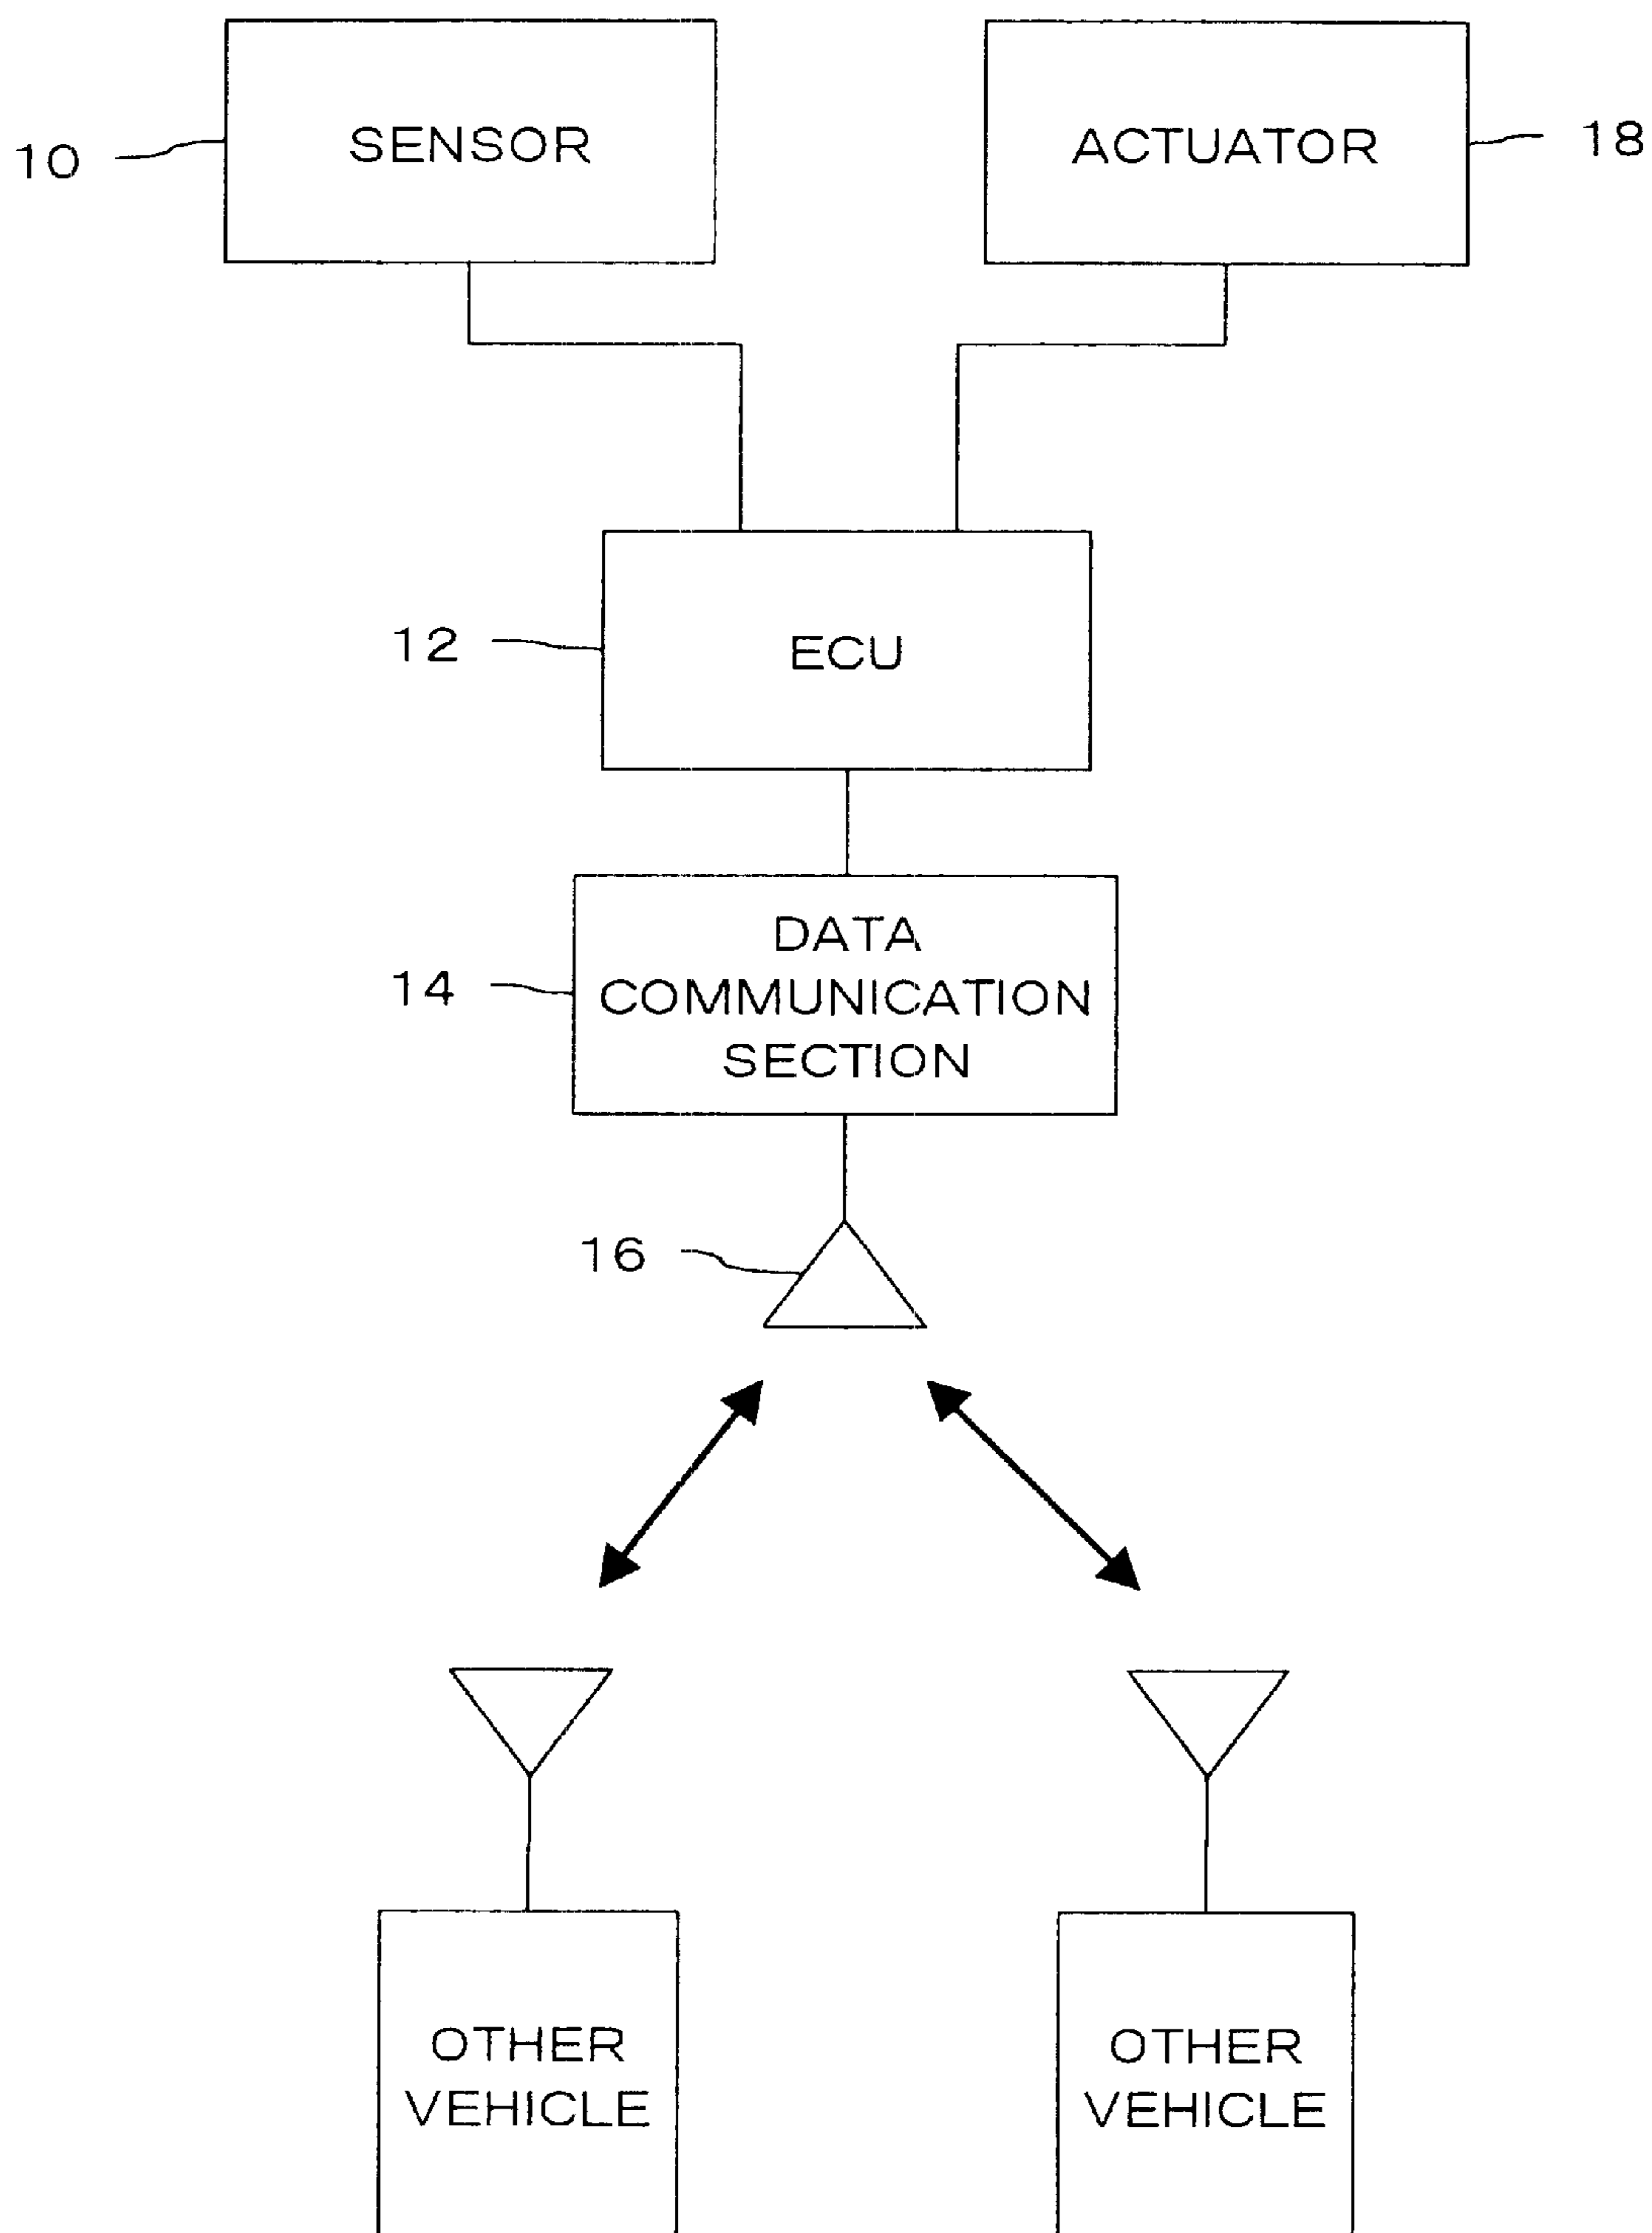 SENSOR
ACTUATOR
10
18
12
ECU
14
DATA
COMMUNICATION
SECTION
16
OTHER
VEHICLE
OTHER
VEHICLE